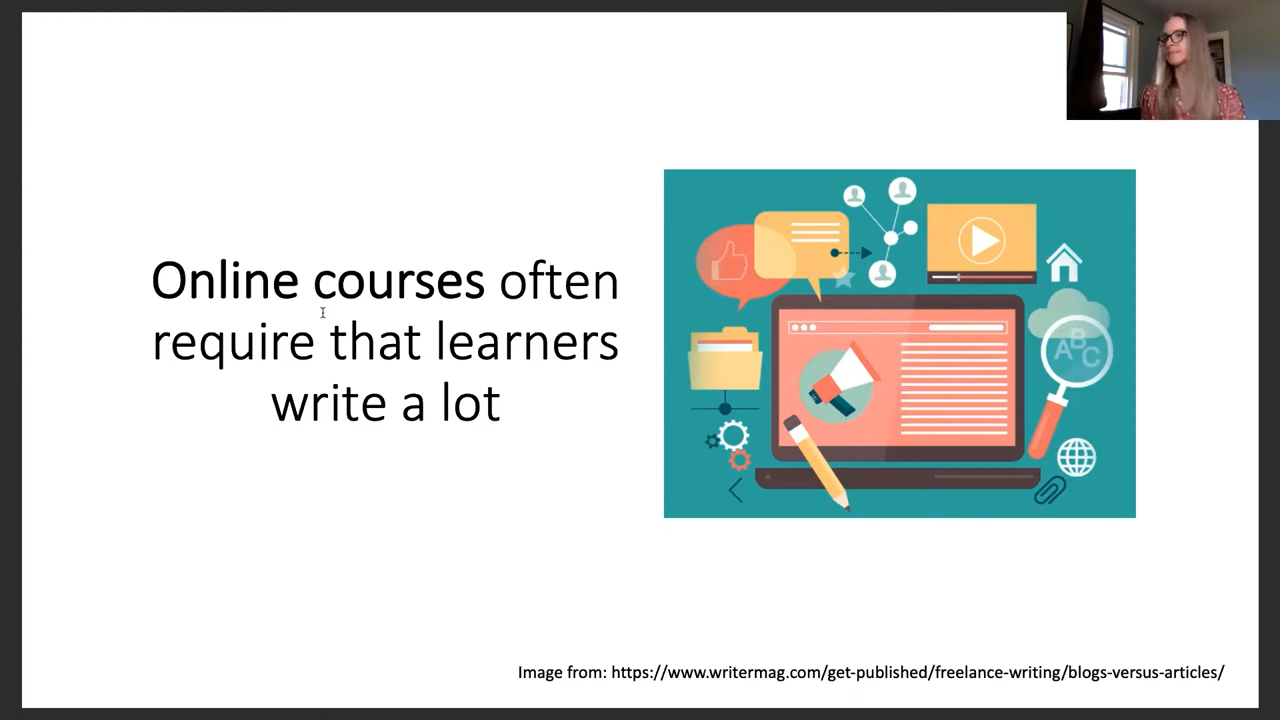 Online courses often
require that learners
write a lot
ABC
Image from: https://www.writermag.com/get-published/freelance-writing/blogs-versus-articles/